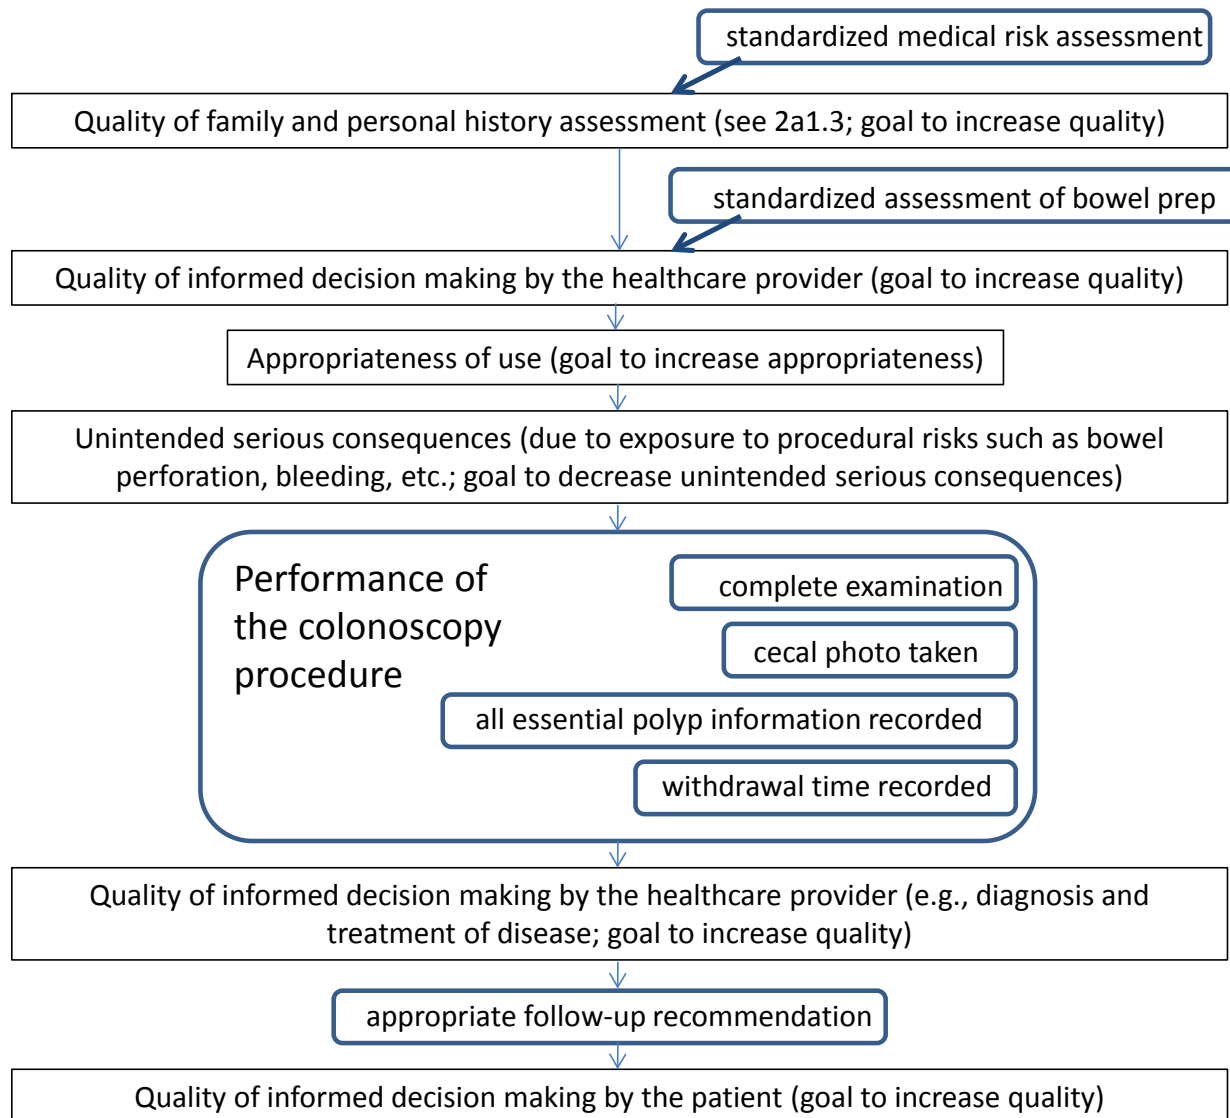 standardized medical risk assessment
Quality of family and personal history assessment (see 2a1.3; goal to increase quality)
standardized assessment of bowel prep
Quality of informed decision making by the healthcare provider (goal to increase quality)
Appropriateness of use (goal to increase appropriateness)
Unintended serious consequences (due to exposure to procedural risks such as bowel
perforation, bleeding, etc.; goal to decrease unintended serious consequences)
Performance of
the colonoscopy
procedure
complete examination
cecal photo taken
all essential polyp information recorded
withdrawal time recorded
Quality of informed decision making by the healthcare provider (e.g., diagnosis and
treatment of disease; goal to increase quality)
appropriate follow-up recommendation
Quality of informed decision making by the patient (goal to increase quality)